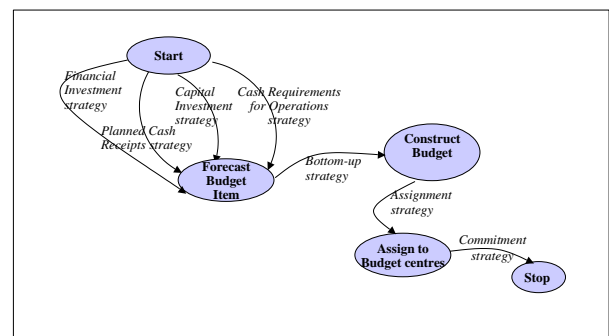 Start
Financial
Investment
strategy
Capital
Investment
strategy
Cash Requirements
for Operations
strategy
Planned Cash
Receipts strategy
Forecast
Budget
Item
Bottom-up
strategy
Construct
Budget
Assignment
strategy
Assign to
Budget centres
Commitment
strategy
Stop